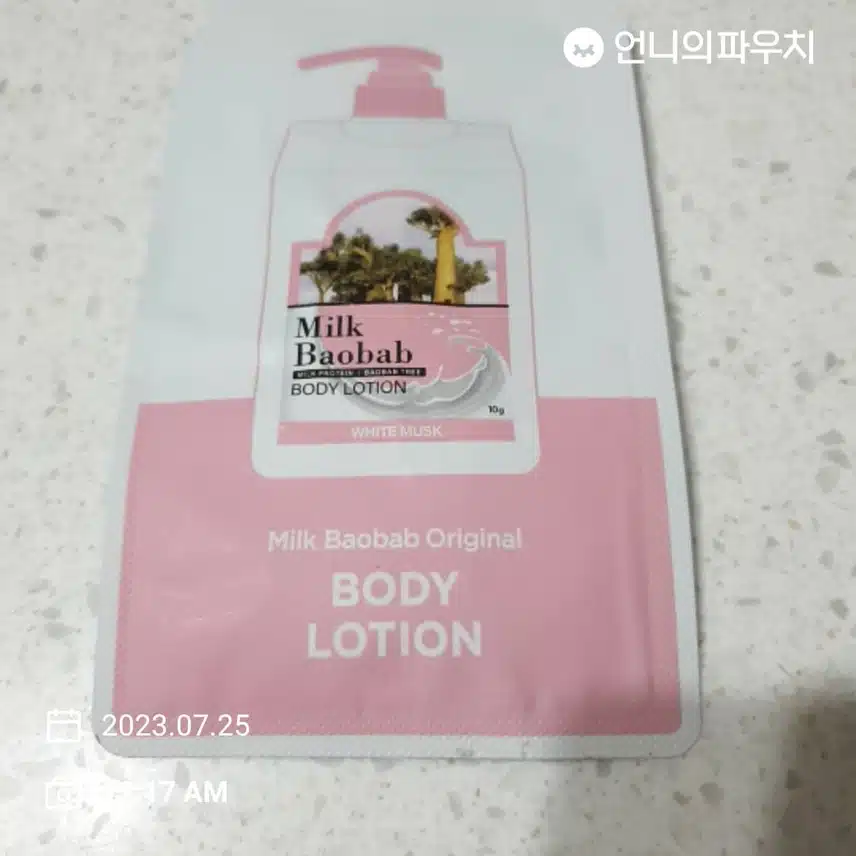 언니의파우치
Milk
Baobab
MILK PROTEIN | BAOBAB TREE
BODY LOTION
10g
WHITE MUSK
Milk Baobab Original
BODY
LOTION
2023.07.25
17 AM